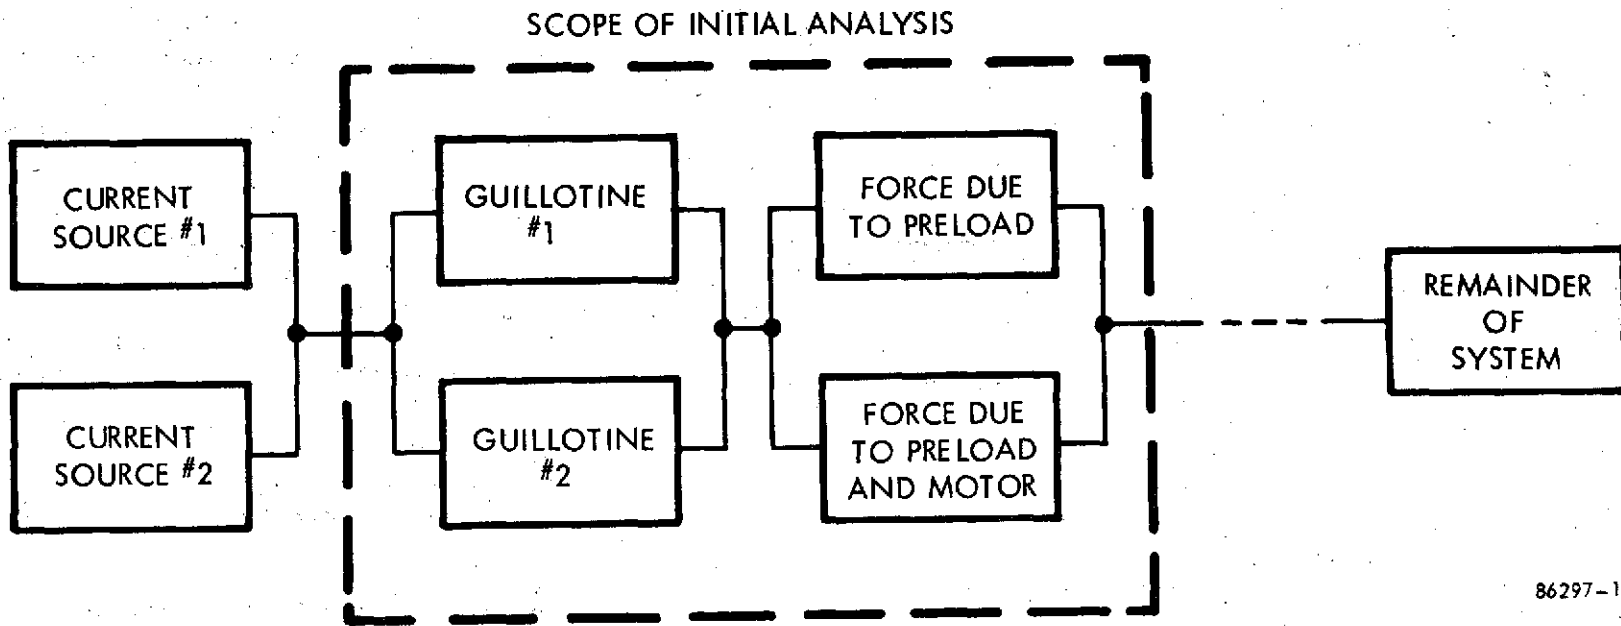 SCOPE OF INITIAL ANALYSIS
CURRENT
SOURCE #1
GUILLOTINE
#1
FORCE DUE
TO PRELOAD
REMAINDER
OF
SYSTEM
CURRENT
SOURCE #2
GUILLOTINE
#2
FORCE DUE
TO PRELOAD
AND MOTOR
86297-1